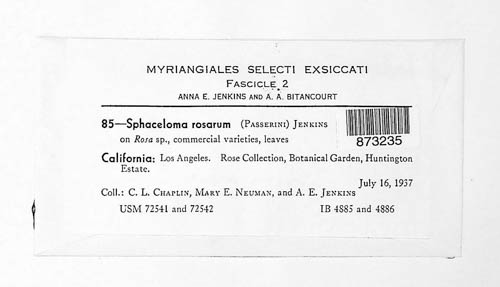 MYRIANGIALES SELECTI EXSICCATI
FASCICLE 2
ANNA E. JENKINS AND A. A. BITANCOURT
85—Sphaceloma rosarum (PASSERINI) JENKINS
on Rosa sp., commercial varieties, leaves
873235
California: Los Angeles. Rose Collection, Botanical Garden, Huntington
Estate.
July 16, 1937
Coll.: C. L. CHAPLIN, MARY E. NEUMAN, and A. E. JENKINS
USM 72541 and 72542 IB 4885 and 4886